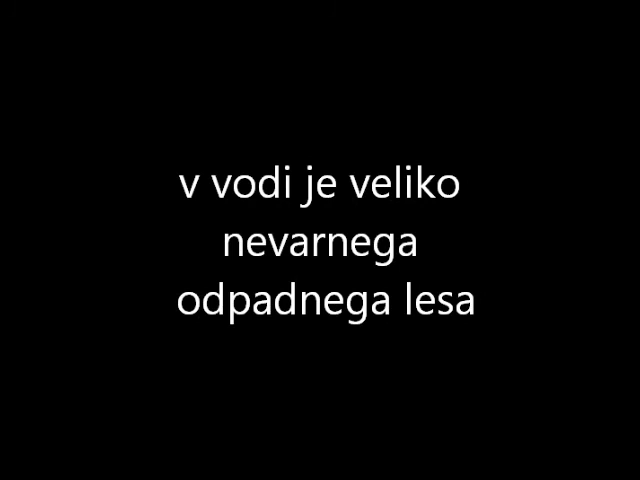 v vodi je veliko
nevarnega
odpadnega lesa